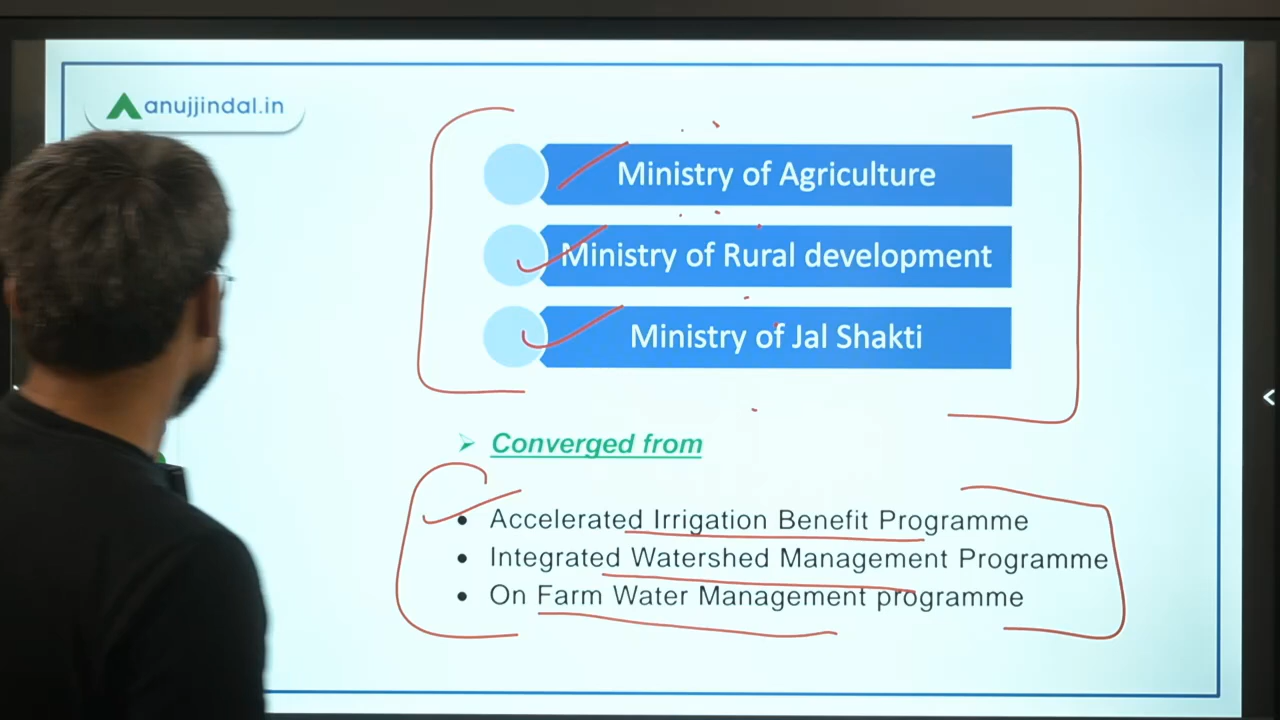 anujjindal.in
Ministry of Agriculture
Ministry of Rural development
Ministry of Jal Shakti
Converged from
Accelerated Irrigation Benefit Programme
Integrated Watershed Management Programme
On Farm Water Management programme